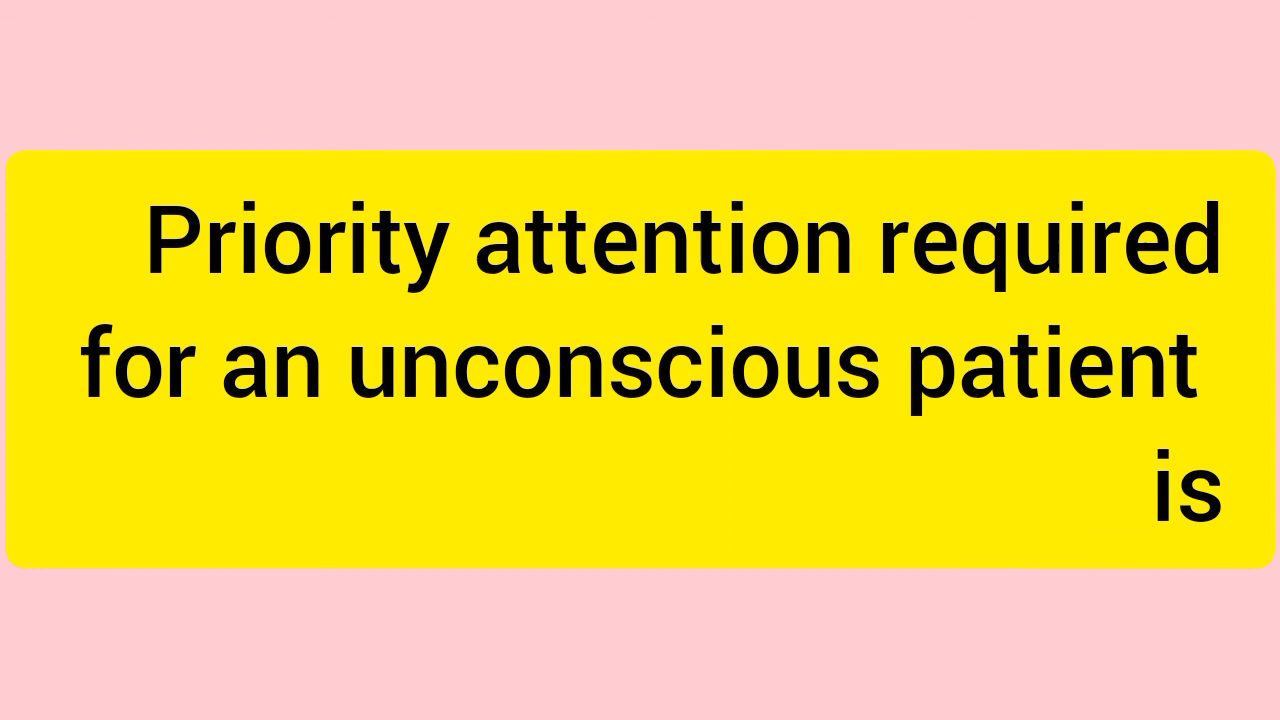 Priority attention required
for an unconscious patient
is